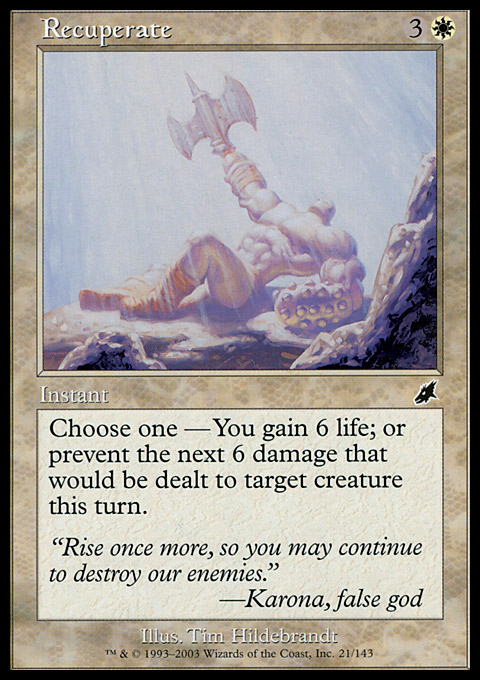 Recuperate 3
Instant
Choose one —You gain 6 life; or
prevent the next 6 damage that
would be dealt to target creature
this turn.
“Rise once more, so you may continue
to destroy our enemies.”
—Karona, false god
Illus. Tim Hildebrandt
™ & © 1993–2003 Wizards of the Coast, Inc. 21/143